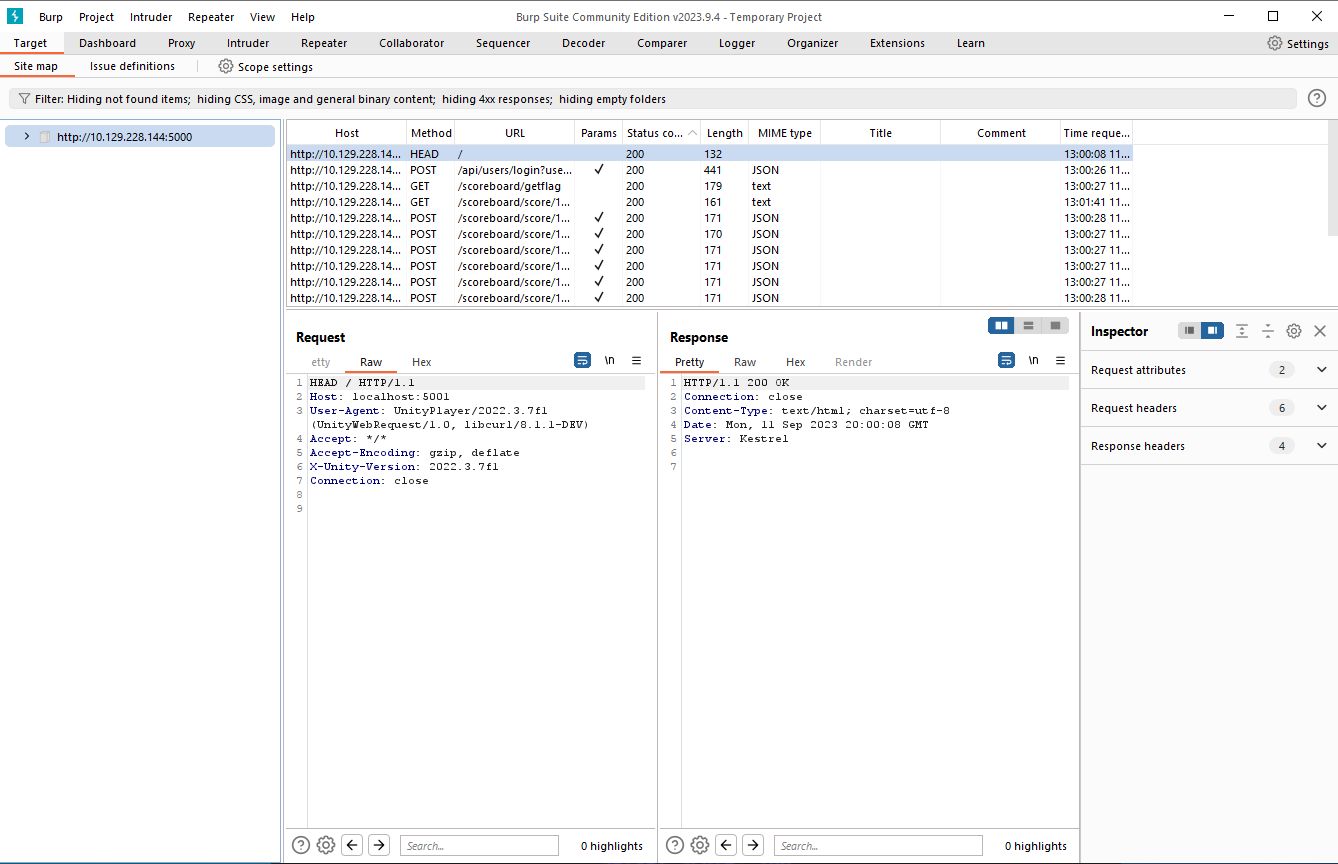 Burp Project Intruder Repeater View Help Burp Suite Community Edition v2023.9.4 - Temporary Project
Target Dashboard Proxy Intruder Repeater Collaborator Sequencer Decoder Comparer Logger Organizer Extensions Learn Settings
Site map Issue definitions Scope settings
Filter: Hiding not found items; hiding CSS, image and general binary content; hiding 4xx responses; hiding empty folders
http://10.129.228.144:5000
Host Method URL Params Status co... Length MIME type Title Comment Time reque...
http://10.129.228.14... HEAD / 200 132 13:00:08 11...
http://10.129.228.14... POST /api/users/login?use... ✓ 200 441 JSON 13:00:26 11...
http://10.129.228.14... GET /scoreboard/getflag 200 179 text 13:00:27 11...
http://10.129.228.14... GET /scoreboard/score/1... 200 161 text 13:01:41 11...
http://10.129.228.14... POST /scoreboard/score/1... ✓ 200 171 JSON 13:00:28 11...
http://10.129.228.14... POST /scoreboard/score/1... ✓ 200 170 JSON 13:00:27 11...
http://10.129.228.14... POST /scoreboard/score/1... ✓ 200 171 JSON 13:00:27 11...
http://10.129.228.14... POST /scoreboard/score/1... ✓ 200 171 JSON 13:00:27 11...
http://10.129.228.14... POST /scoreboard/score/1... ✓ 200 171 JSON 13:00:27 11...
http://10.129.228.14... POST /scoreboard/score/1... ✓ 200 171 JSON 13:00:28 11...
Request
etty Raw Hex \n
1 HEAD / HTTP/1.1
2 Host: localhost:5001
3 User-Agent: UnityPlayer/2022.3.7f1
(UnityWebRequest/1.0, libcurl/8.1.1-DEV)
4 Accept: */*
5 Accept-Encoding: gzip, deflate
6 X-Unity-Version: 2022.3.7f1
7 Connection: close
8
9
Search...
0 highlights
Response
Pretty Raw Hex Render \n
1 HTTP/1.1 200 OK
2 Connection: close
3 Content-Type: text/html; charset=utf-8
4 Date: Mon, 11 Sep 2023 20:00:08 GMT
5 Server: Kestrel
6
7
Search...
0 highlights
Inspector
Request attributes 2
Request headers 6
Response headers 4